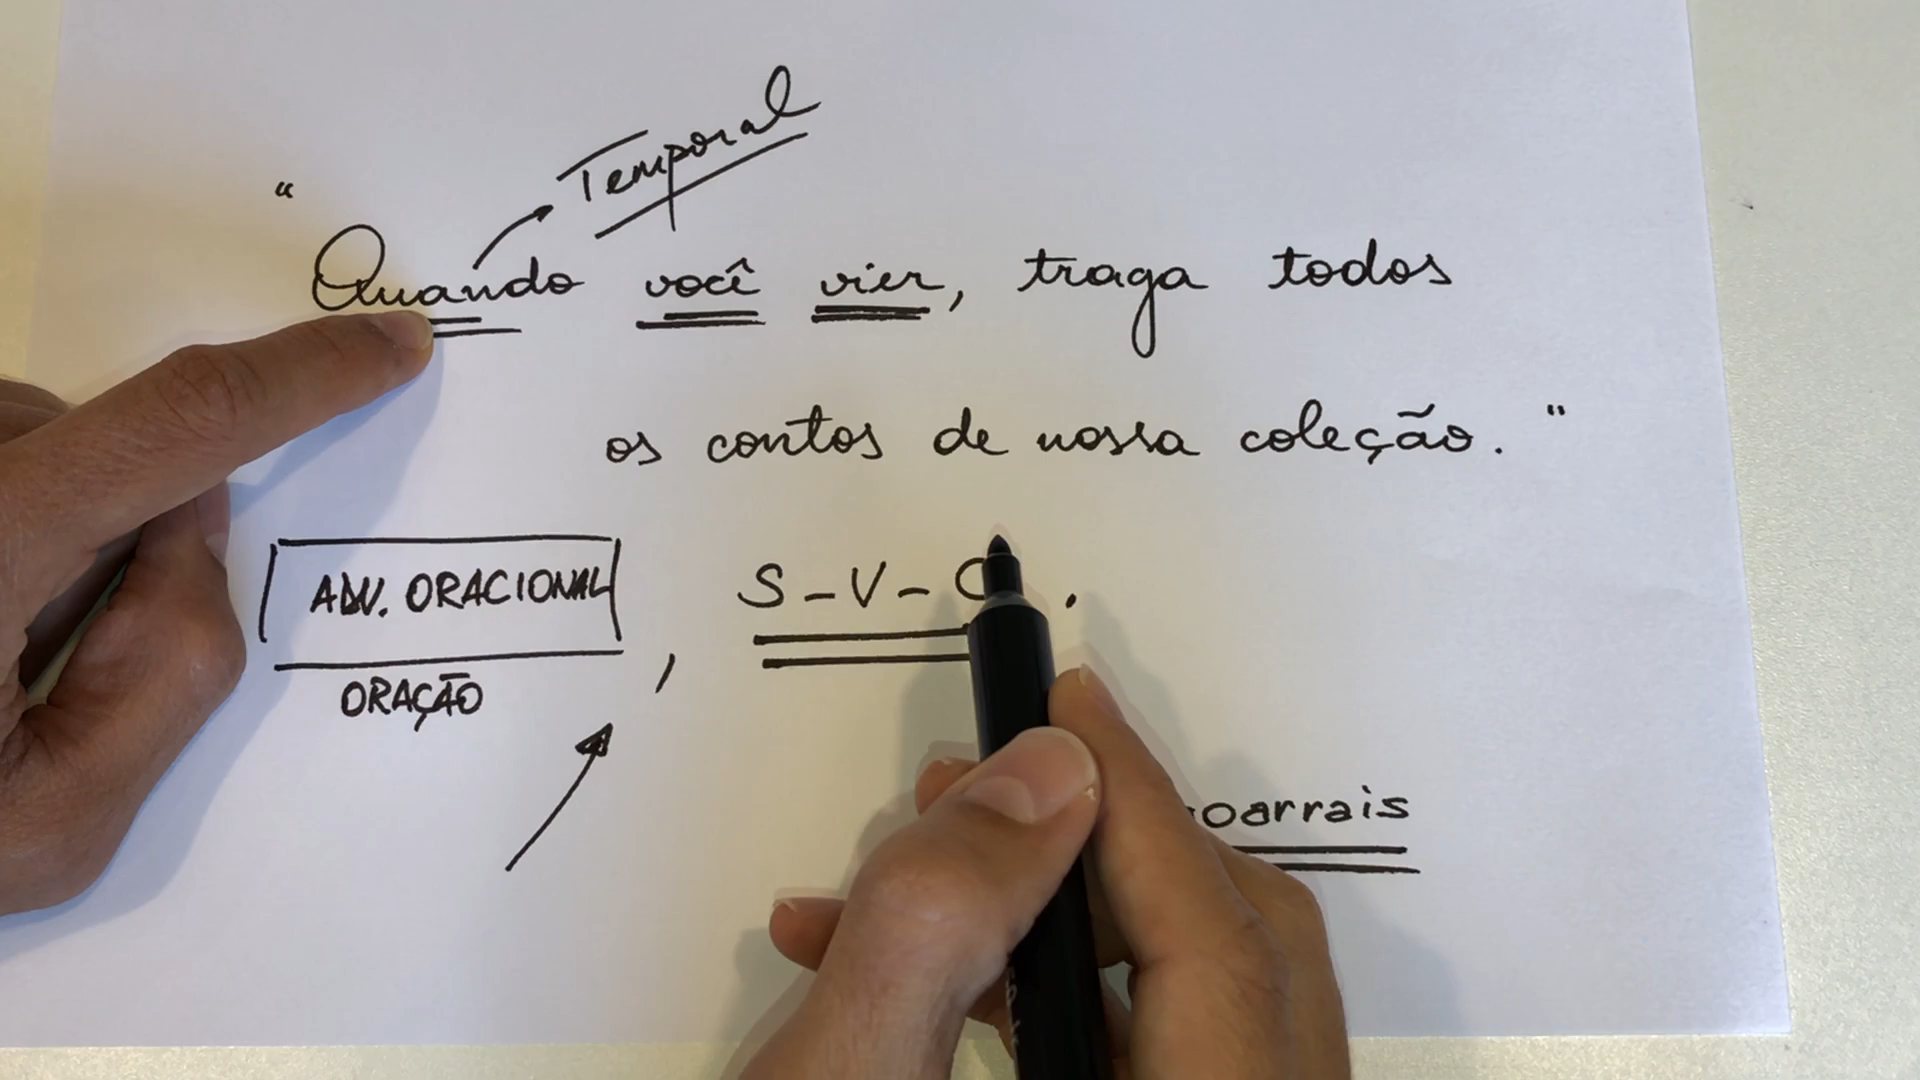 Temporal
"Quando você vier, traga todos
os contos de nossa coleção."
ADV. ORACIONAL
ORAÇÃO
, S-V-C.
oarrais